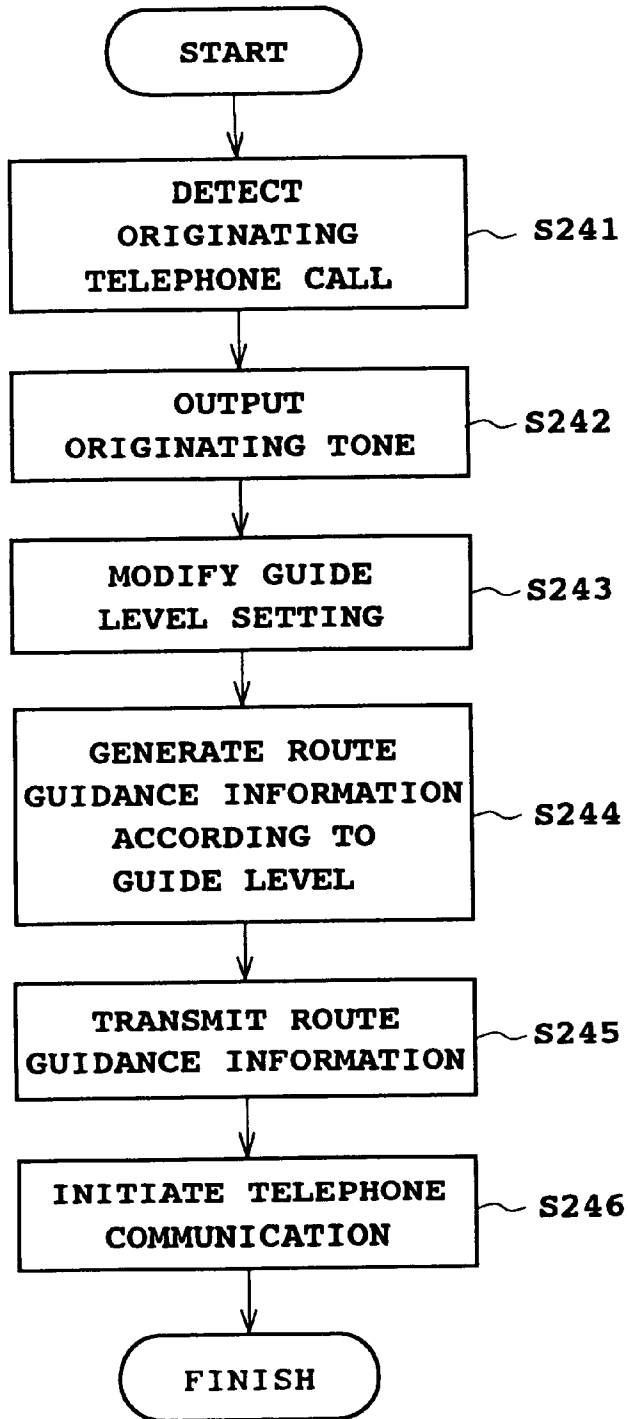 START
DETECT
ORIGINATING
TELEPHONE CALL
S241
OUTPUT
ORIGINATING TONE
S242
MODIFY GUIDE
LEVEL SETTING
S243
GENERATE ROUTE
GUIDANCE INFORMATION
ACCORDING TO
GUIDE LEVEL
S244
TRANSMIT ROUTE
GUIDANCE INFORMATION
S245
INITIATE TELEPHONE
COMMUNICATION
S246
FINISH